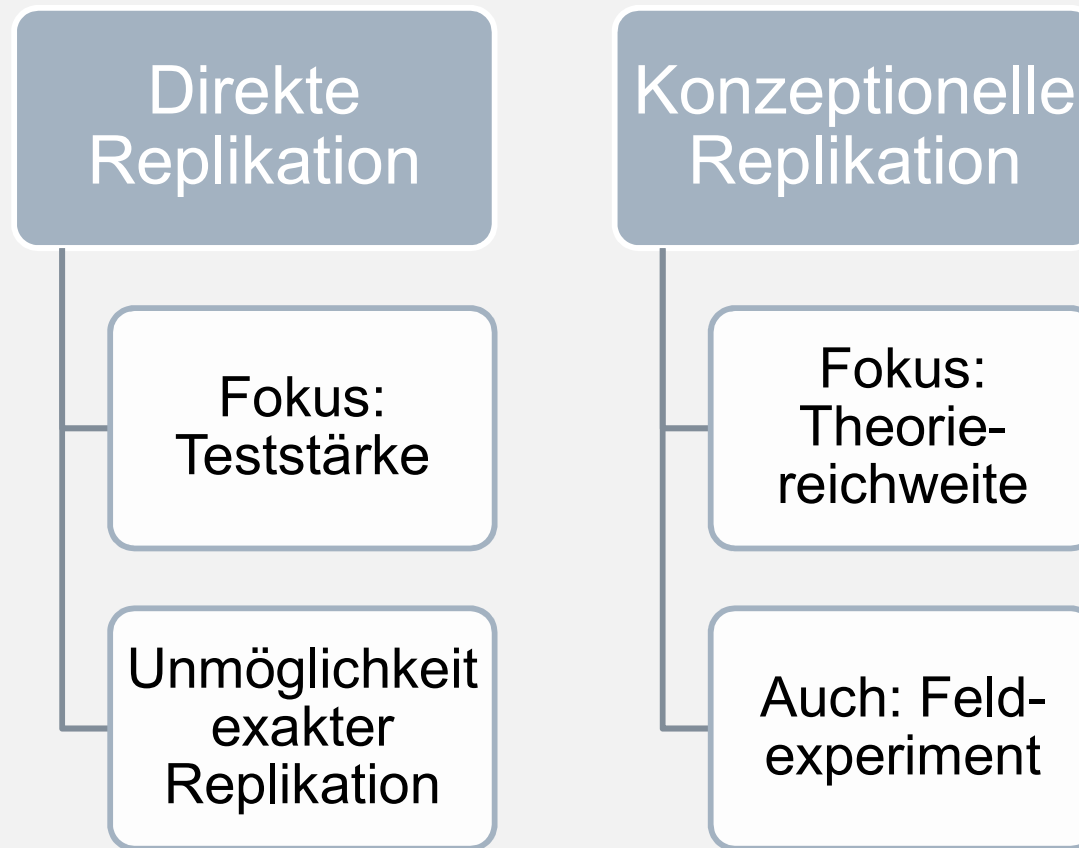 Direkte
Replikation
Fokus:
Teststärke
Unmöglichkeit
exakter
Replikation
Konzeptionelle
Replikation
Fokus:
Theorie-
reichweite
Auch: Feld-
experiment